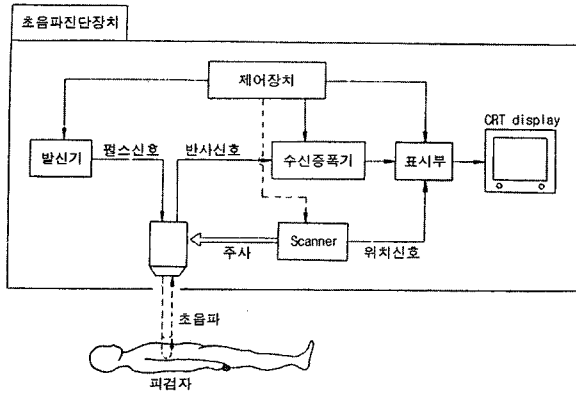 초음파진단장치
제어장치
CRT display
발신기
펄스신호
반사신호
수신증폭기
표시부
Scanner
주사
위치신호
초음파
피검자